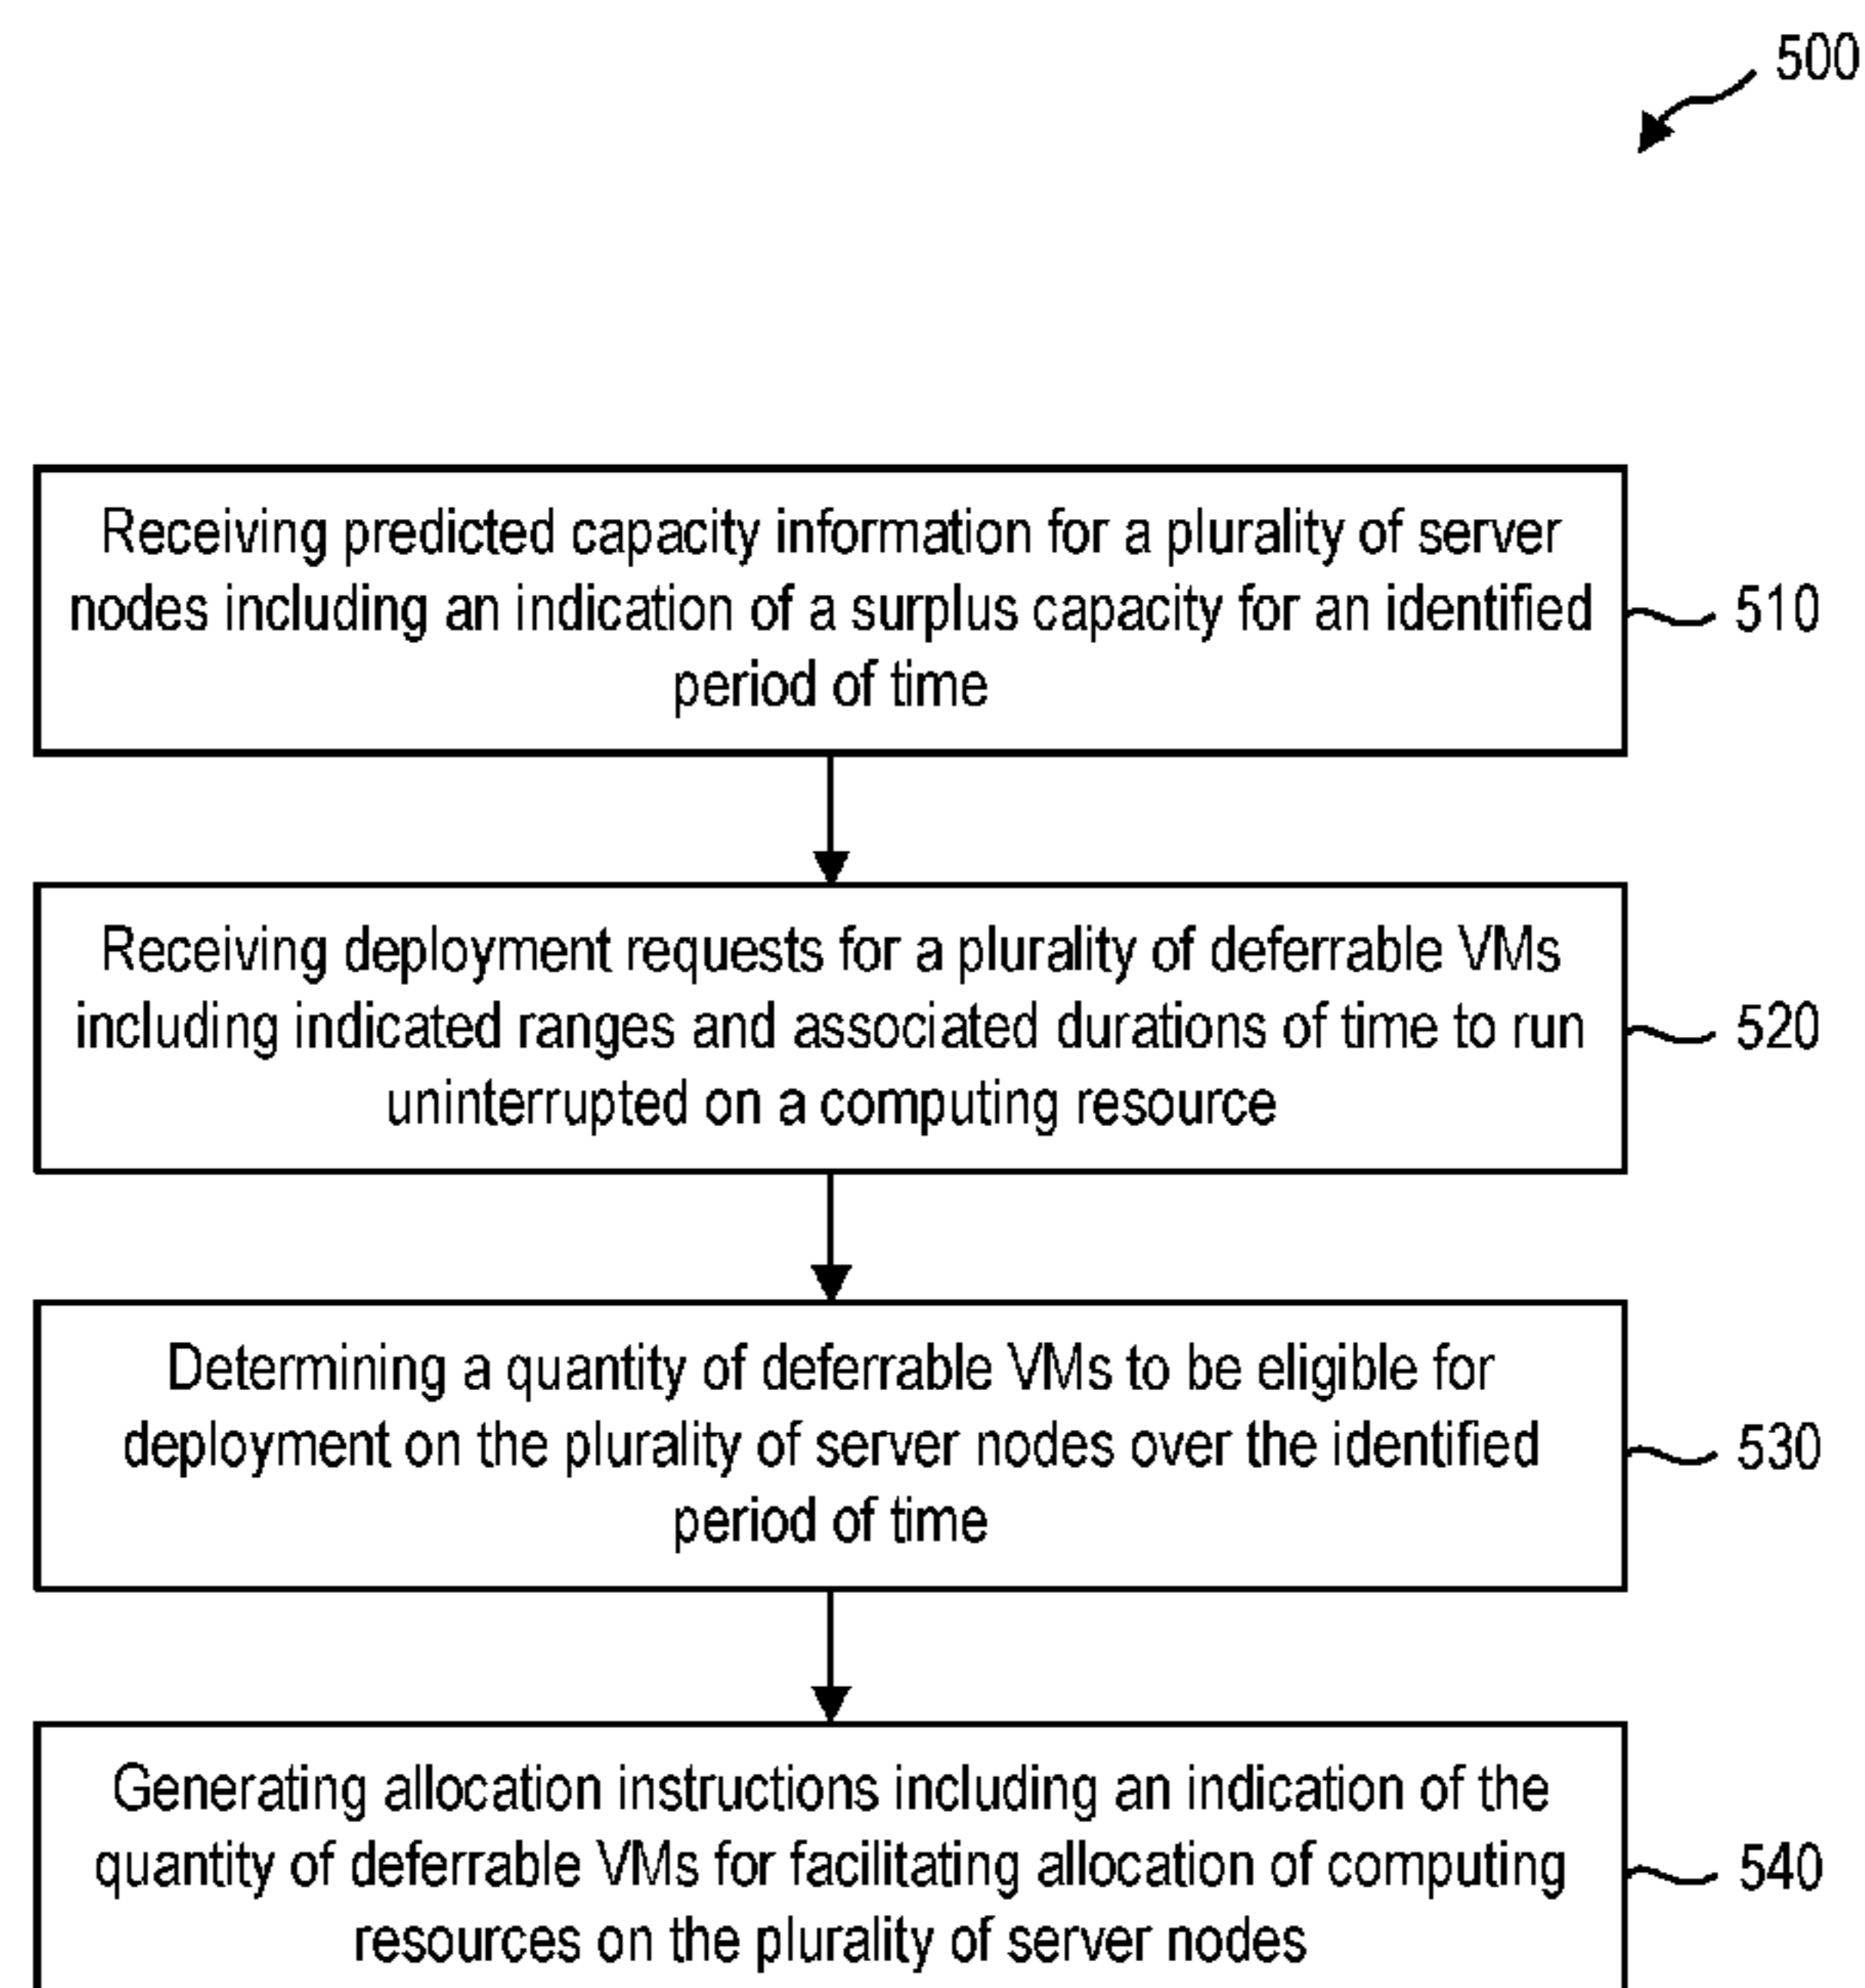 500
Receiving predicted capacity information for a plurality of server
nodes including an indication of a surplus capacity for an identified
period of time
510
Receiving deployment requests for a plurality of deferrable VMs
including indicated ranges and associated durations of time to run
uninterrupted on a computing resource
520
Determining a quantity of deferrable VMs to be eligible for
deployment on the plurality of server nodes over the identified
period of time
530
Generating allocation instructions including an indication of the
quantity of deferrable VMs for facilitating allocation of computing
resources on the plurality of server nodes
540